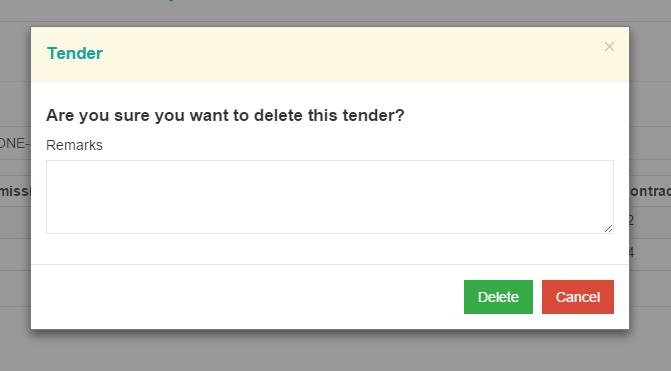 Tender
×
Are you sure you want to delete this tender?
ONE-
Remarks
missi
ontrac
2
4
Delete Cancel